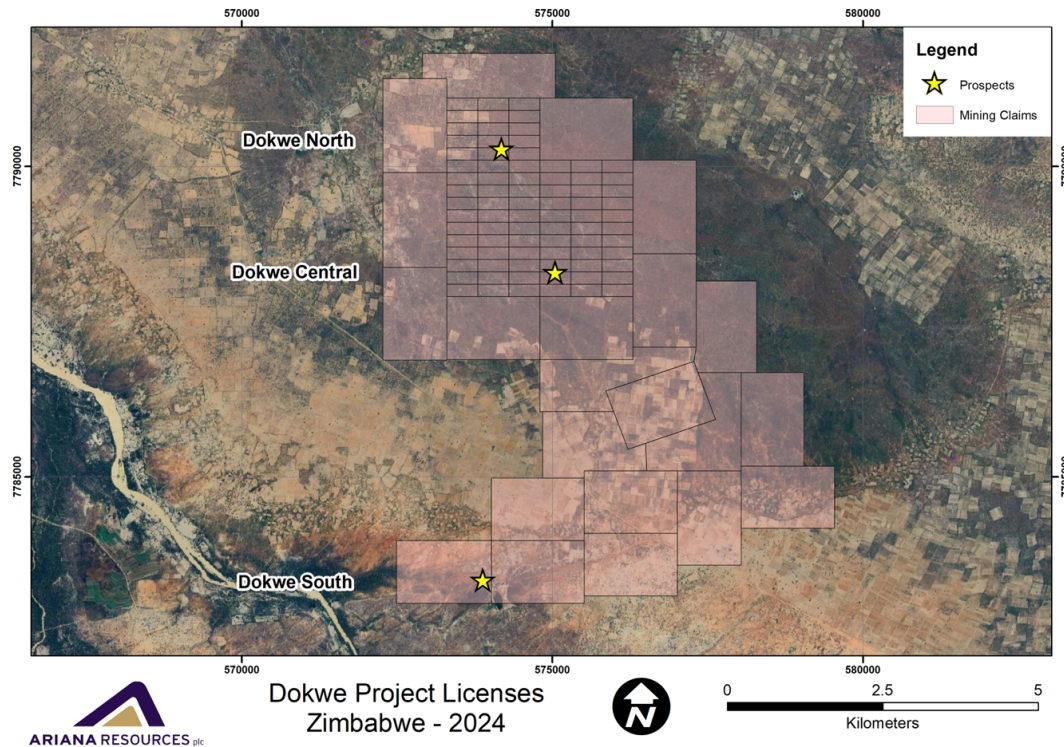 570000
575000
580000
Legend
Prospects
Mining Claims
Dokwe North
7790000
Dokwe Central
7785000
Dokwe South
570000
575000
580000
ARIANA RESOURCES plc
Dokwe Project Licenses
Zimbabwe - 2024
N
0
2.5
5
Kilometers